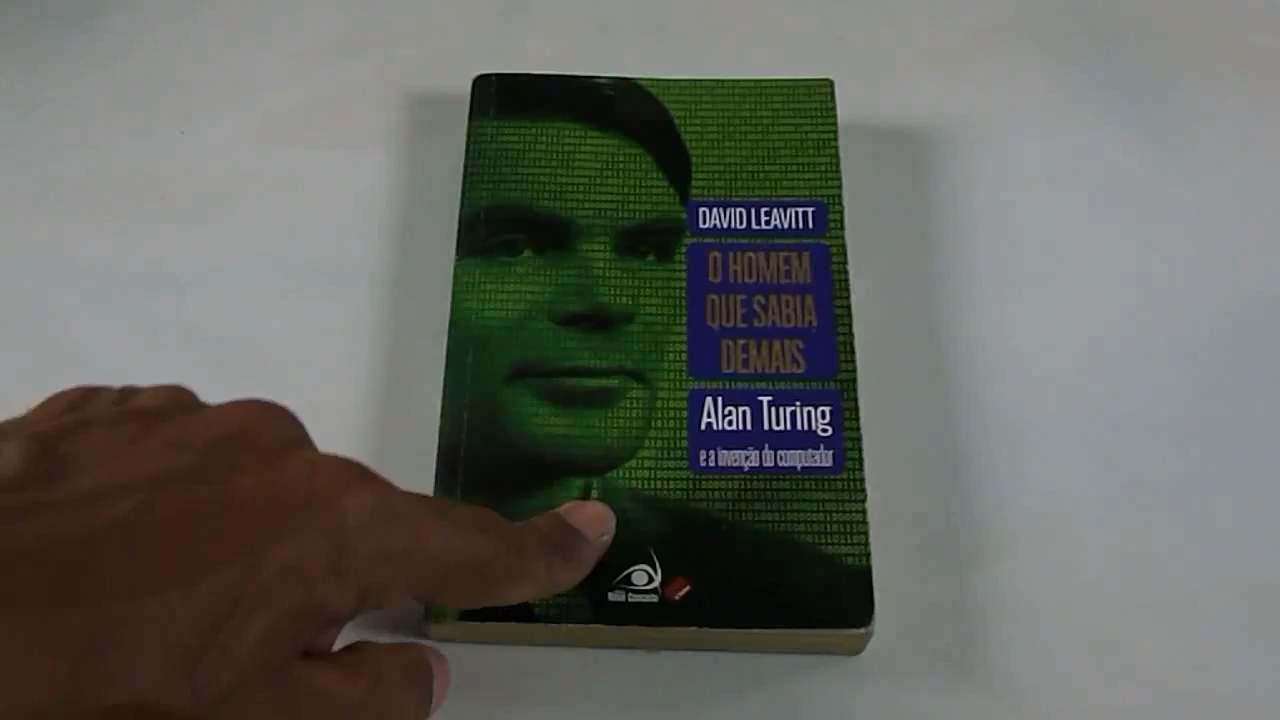 DAVID LEAVITT
O HOMEM
QUE SABIA
DEMAIS
Alan Turing
e a invenção do computador